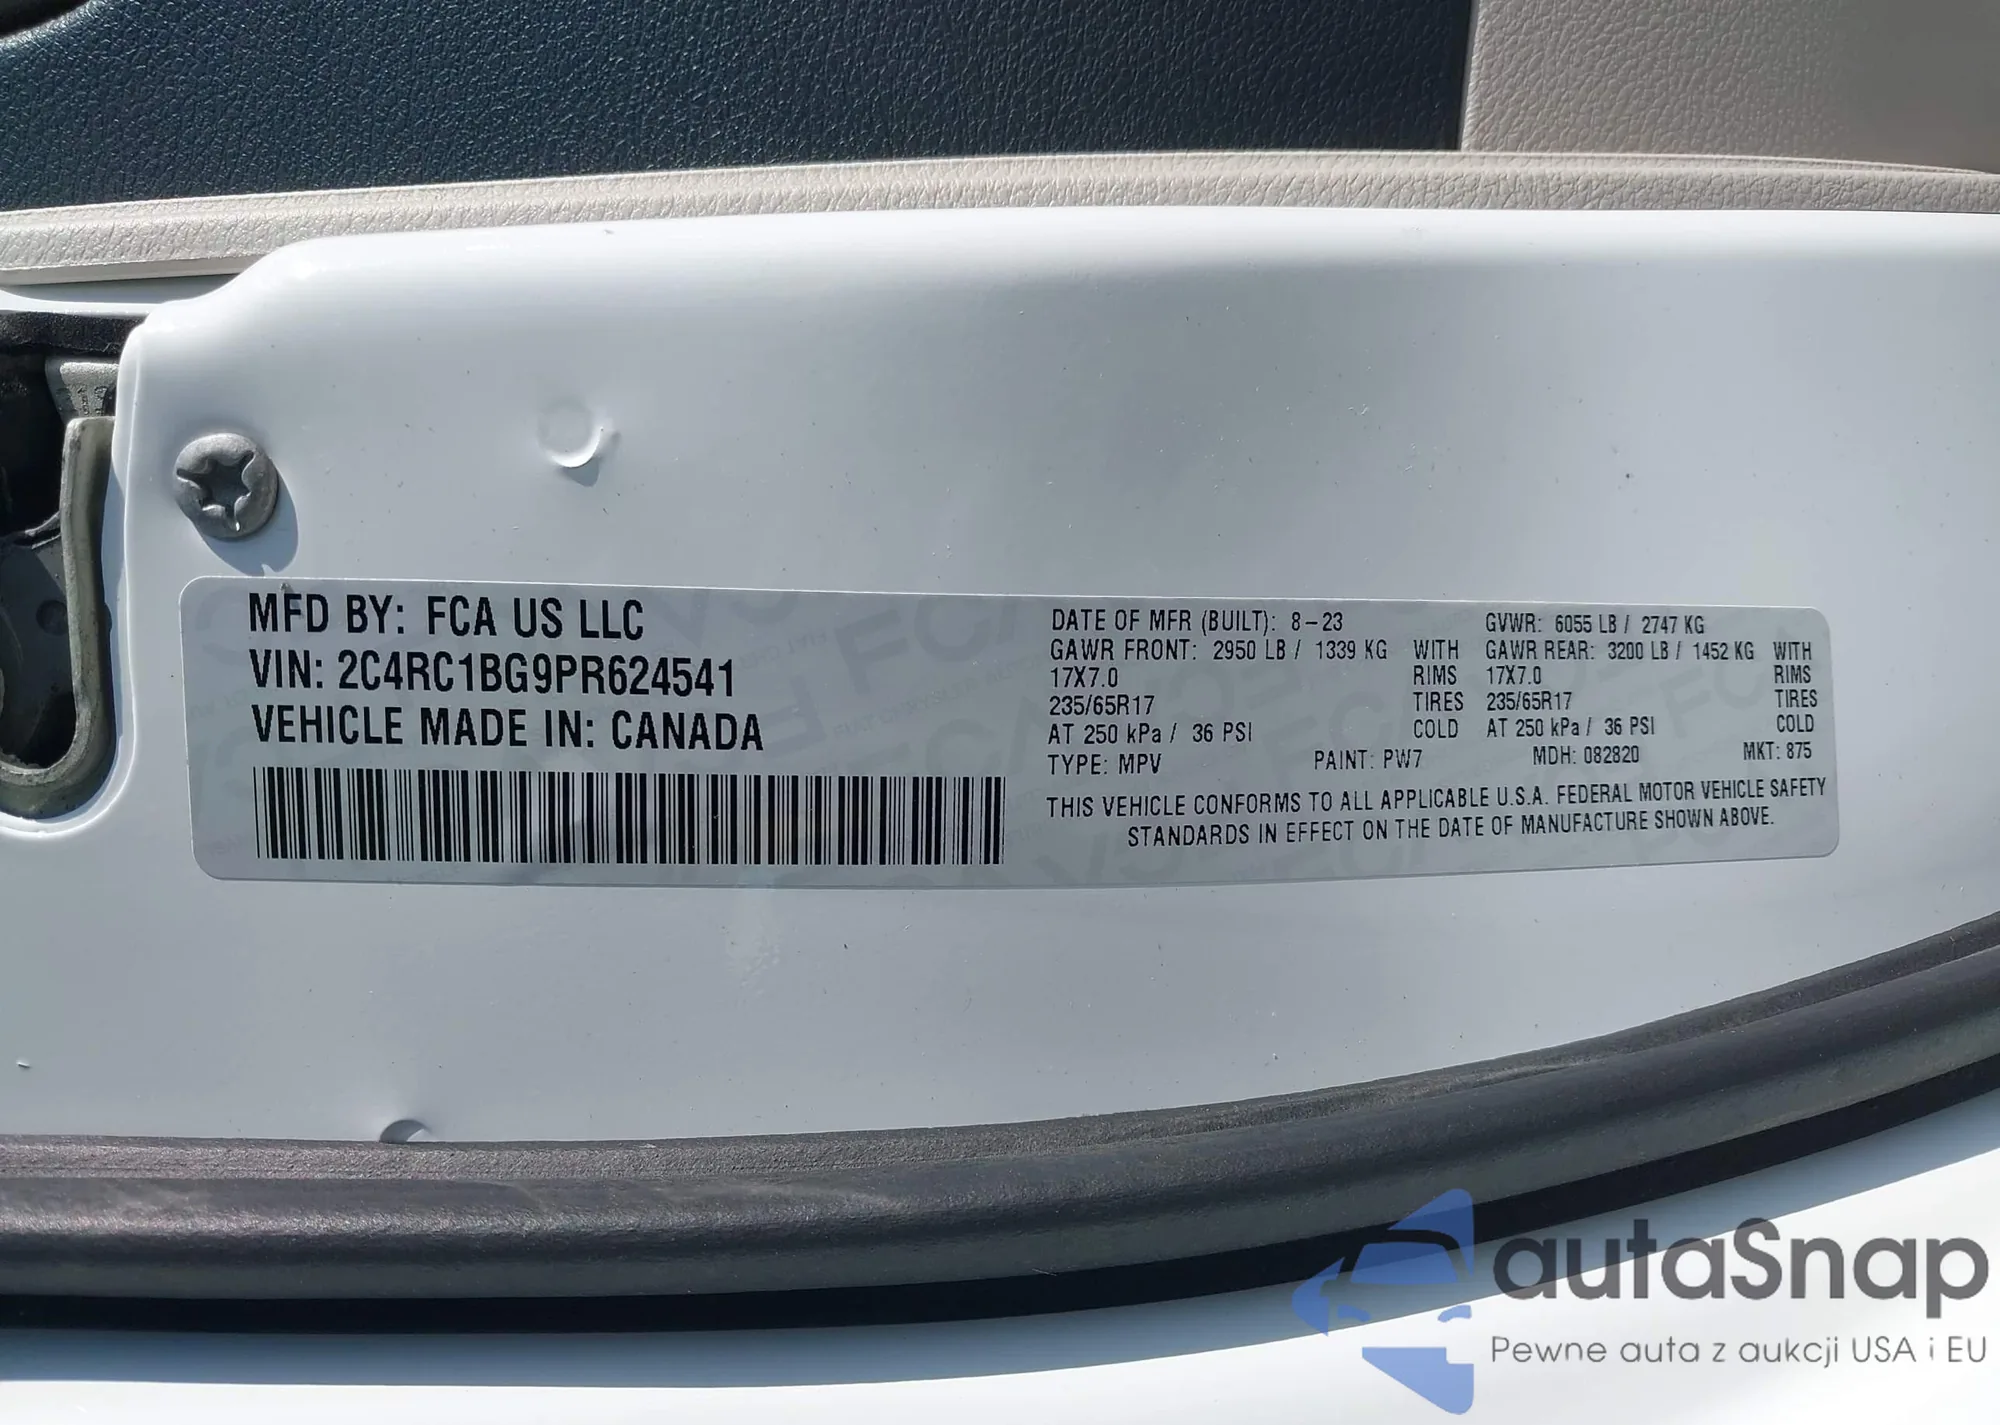 MFD BY: FCA US LLC
VIN: 2C4RC1BG9PR624541
VEHICLE MADE IN: CANADA
DATE OF MFR (BUILT): 8-23 GVWR: 6055 LB / 2747 KG
GAWR FRONT: 2950 LB / 1339 KG WITH GAWR REAR: 3200 LB / 1452 KG WITH
17X7.0 RIMS 17X7.0 RIMS
235/65R17 TIRES 235/65R17 TIRES
AT 250 kPa / 36 PSI COLD AT 250 kPa / 36 PSI COLD
TYPE: MPV PAINT: PW7 MDH: 082820 MKT: 875
THIS VEHICLE CONFORMS TO ALL APPLICABLE U.S.A. FEDERAL MOTOR VEHICLE SAFETY
STANDARDS IN EFFECT ON THE DATE OF MANUFACTURE SHOWN ABOVE.
autaSnap
Pewne auta z aukcji USA i EU